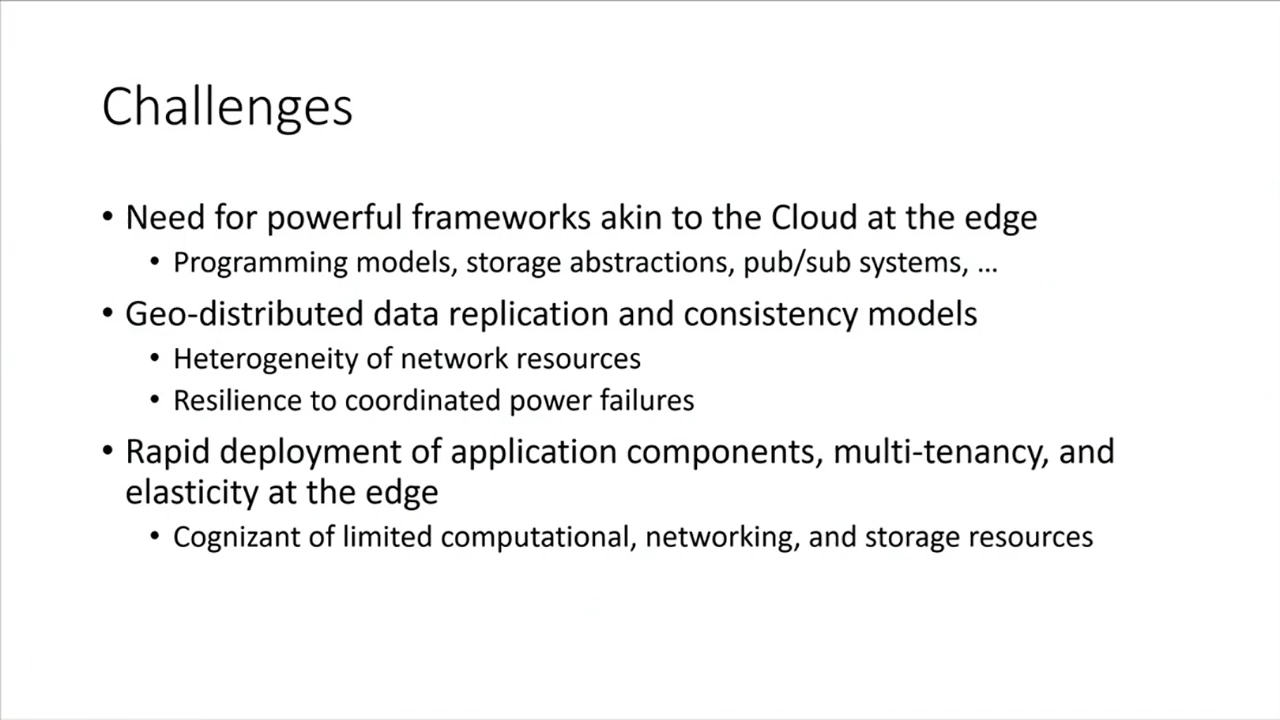 Challenges
• Need for powerful frameworks akin to the Cloud at the edge
• Programming models, storage abstractions, pub/sub systems, ...
• Geo-distributed data replication and consistency models
• Heterogeneity of network resources
• Resilience to coordinated power failures
• Rapid deployment of application components, multi-tenancy, and
elasticity at the edge
• Cognizant of limited computational, networking, and storage resources